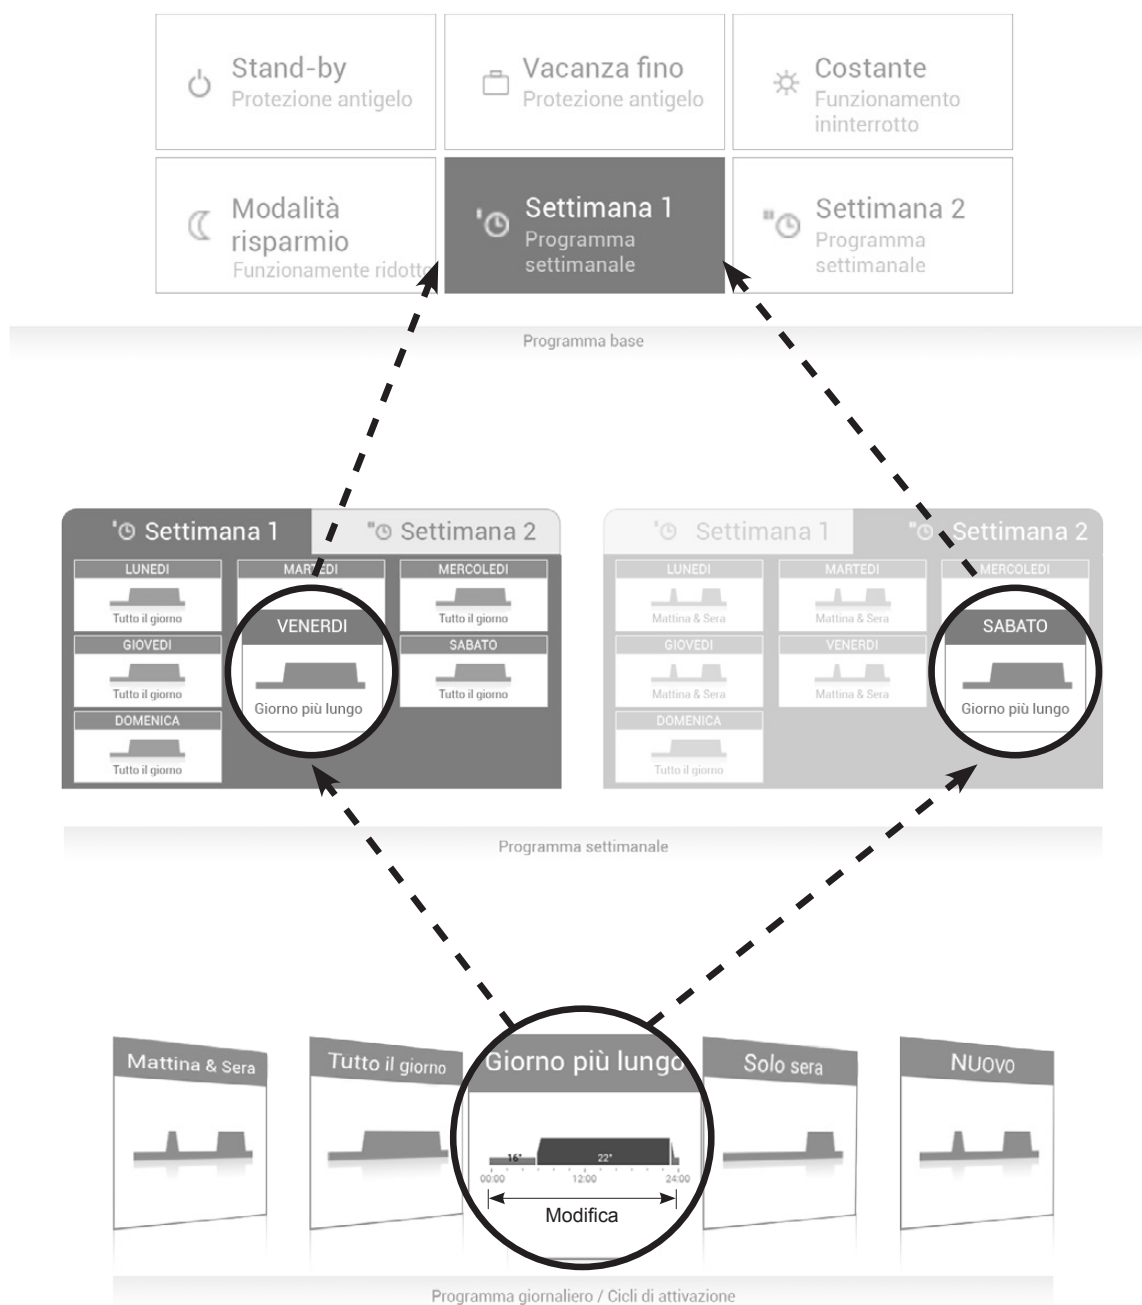 Stand-by
Protezione antigelo
Vacanza fino
Protezione antigelo
Costante
Funzionamento
ininterrotto
Modalità
risparmio
Funzionamente ridotto
Settimana 1
Programma
settimanale
Settimana 2
Programma
settimanale
Programma base
Settimana 1
Settimana 2
LUNEDI
Tutto il giorno
MARTEDI
MERCOLEDI
Tutto il giorno
GIOVEDI
Tutto il giorno
VENERDI
Giorno più lungo
SABATO
Tutto il giorno
DOMENICA
Tutto il giorno
Settimana 1
Settimana 2
LUNEDI
Mattina & Sera
MARTEDI
Mattina & Sera
MERCOLEDI
GIOVEDI
Mattina & Sera
VENERDI
Mattina & Sera
SABATO
Giorno più lungo
DOMENICA
Tutto il giorno
Programma settimanale
Mattina & Sera
Tutto il giorno
Giorno più lungo
16°
22°
00:00
12:00
24:00
Modifica
Solo sera
NUOVO
Programma giornaliero / Cicli di attivazione